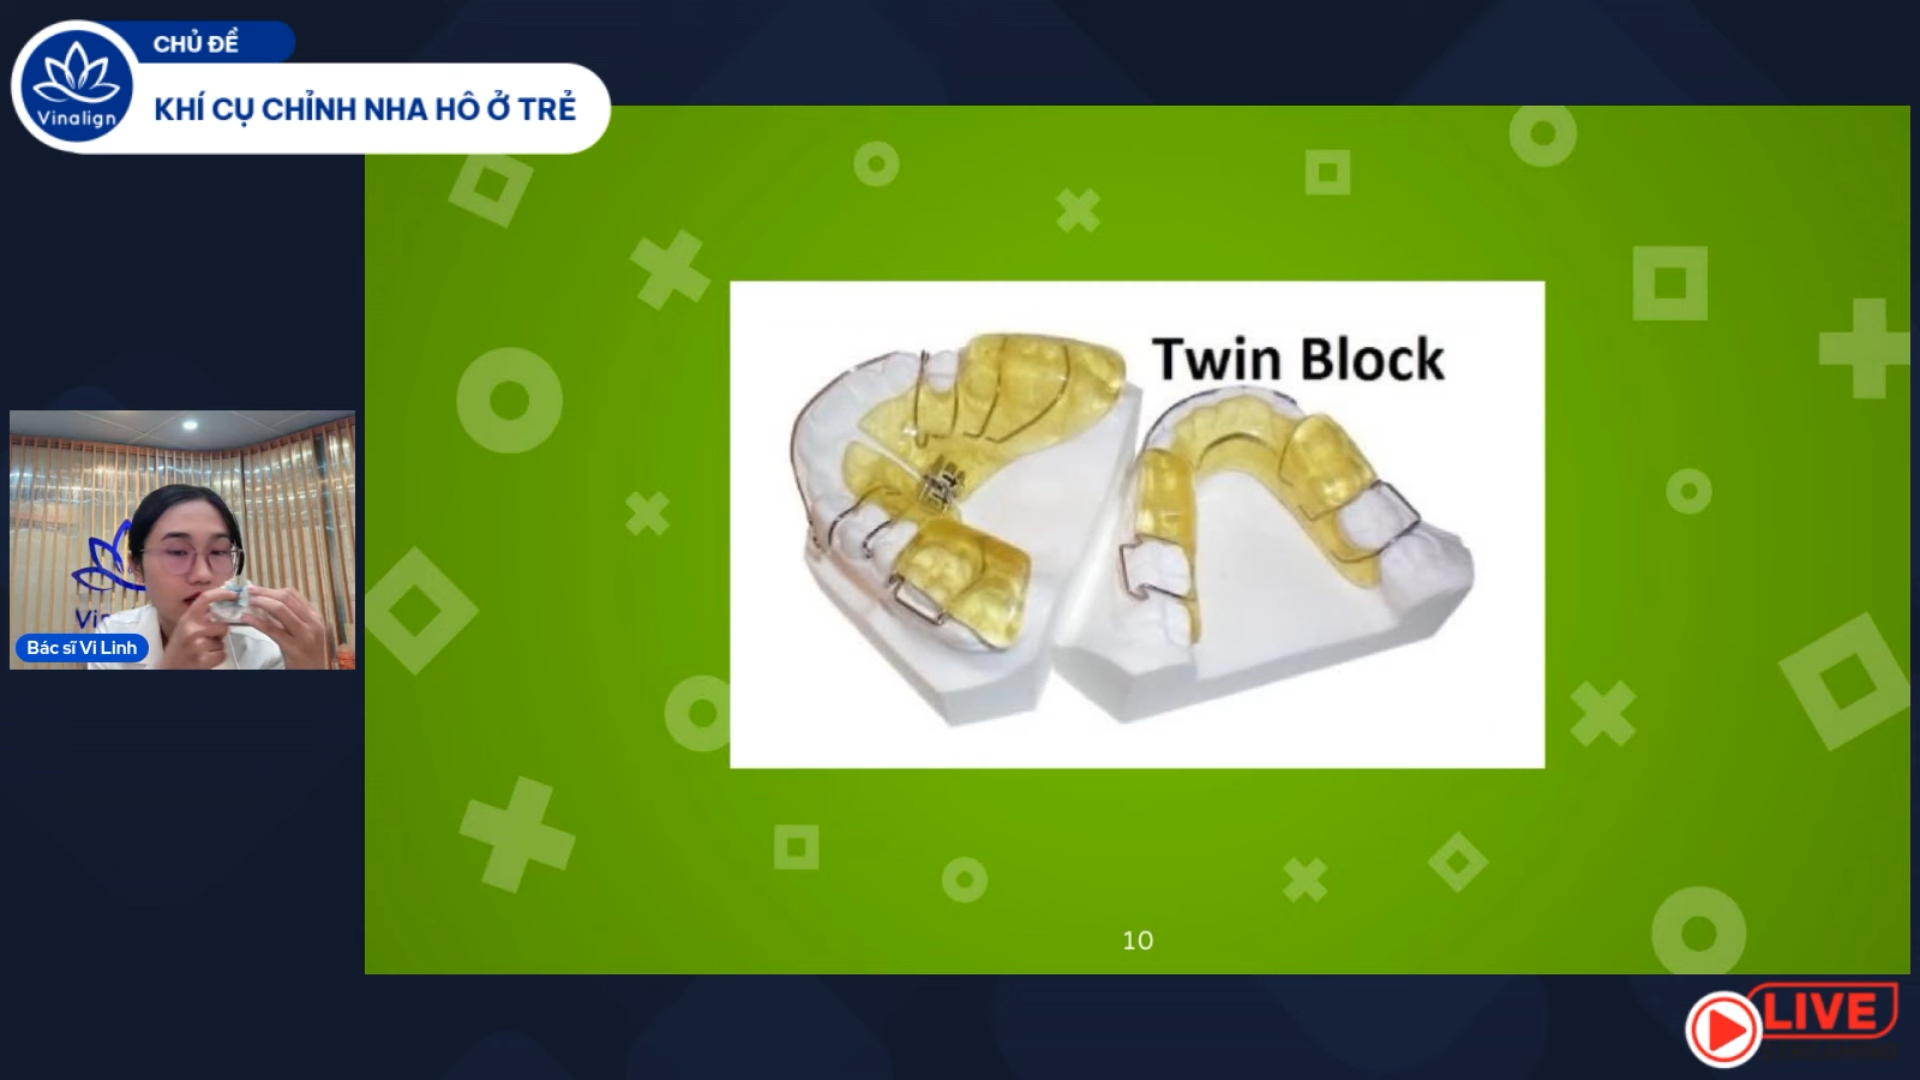 CHỦ ĐỀ
Vinalign
KHÍ CỤ CHỈNH NHA HÔ Ở TRẺ
Twin Block
Bác sĩ Vi Linh
10
LIVE